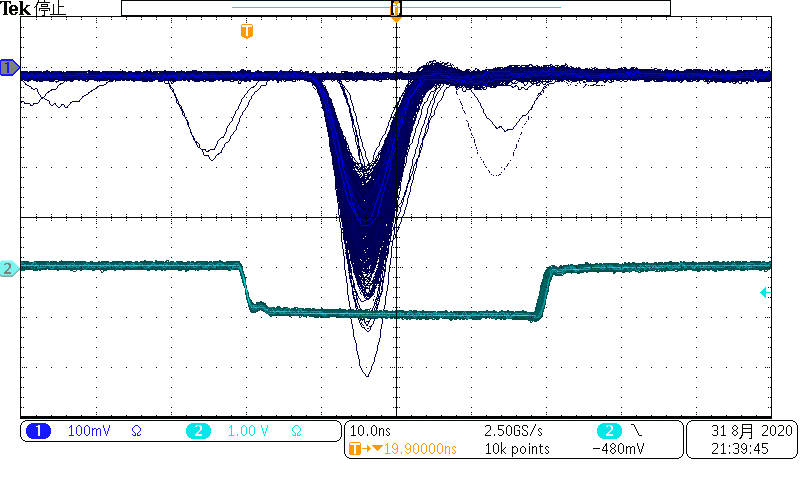 Tek 停止
T
1
2
1 100mV Ω 2 1.00 V Ω
10.0ns 2.50GS/s 2
T→▼19.90000ns 10k points −480mV
31 8月 2020
21:39:45